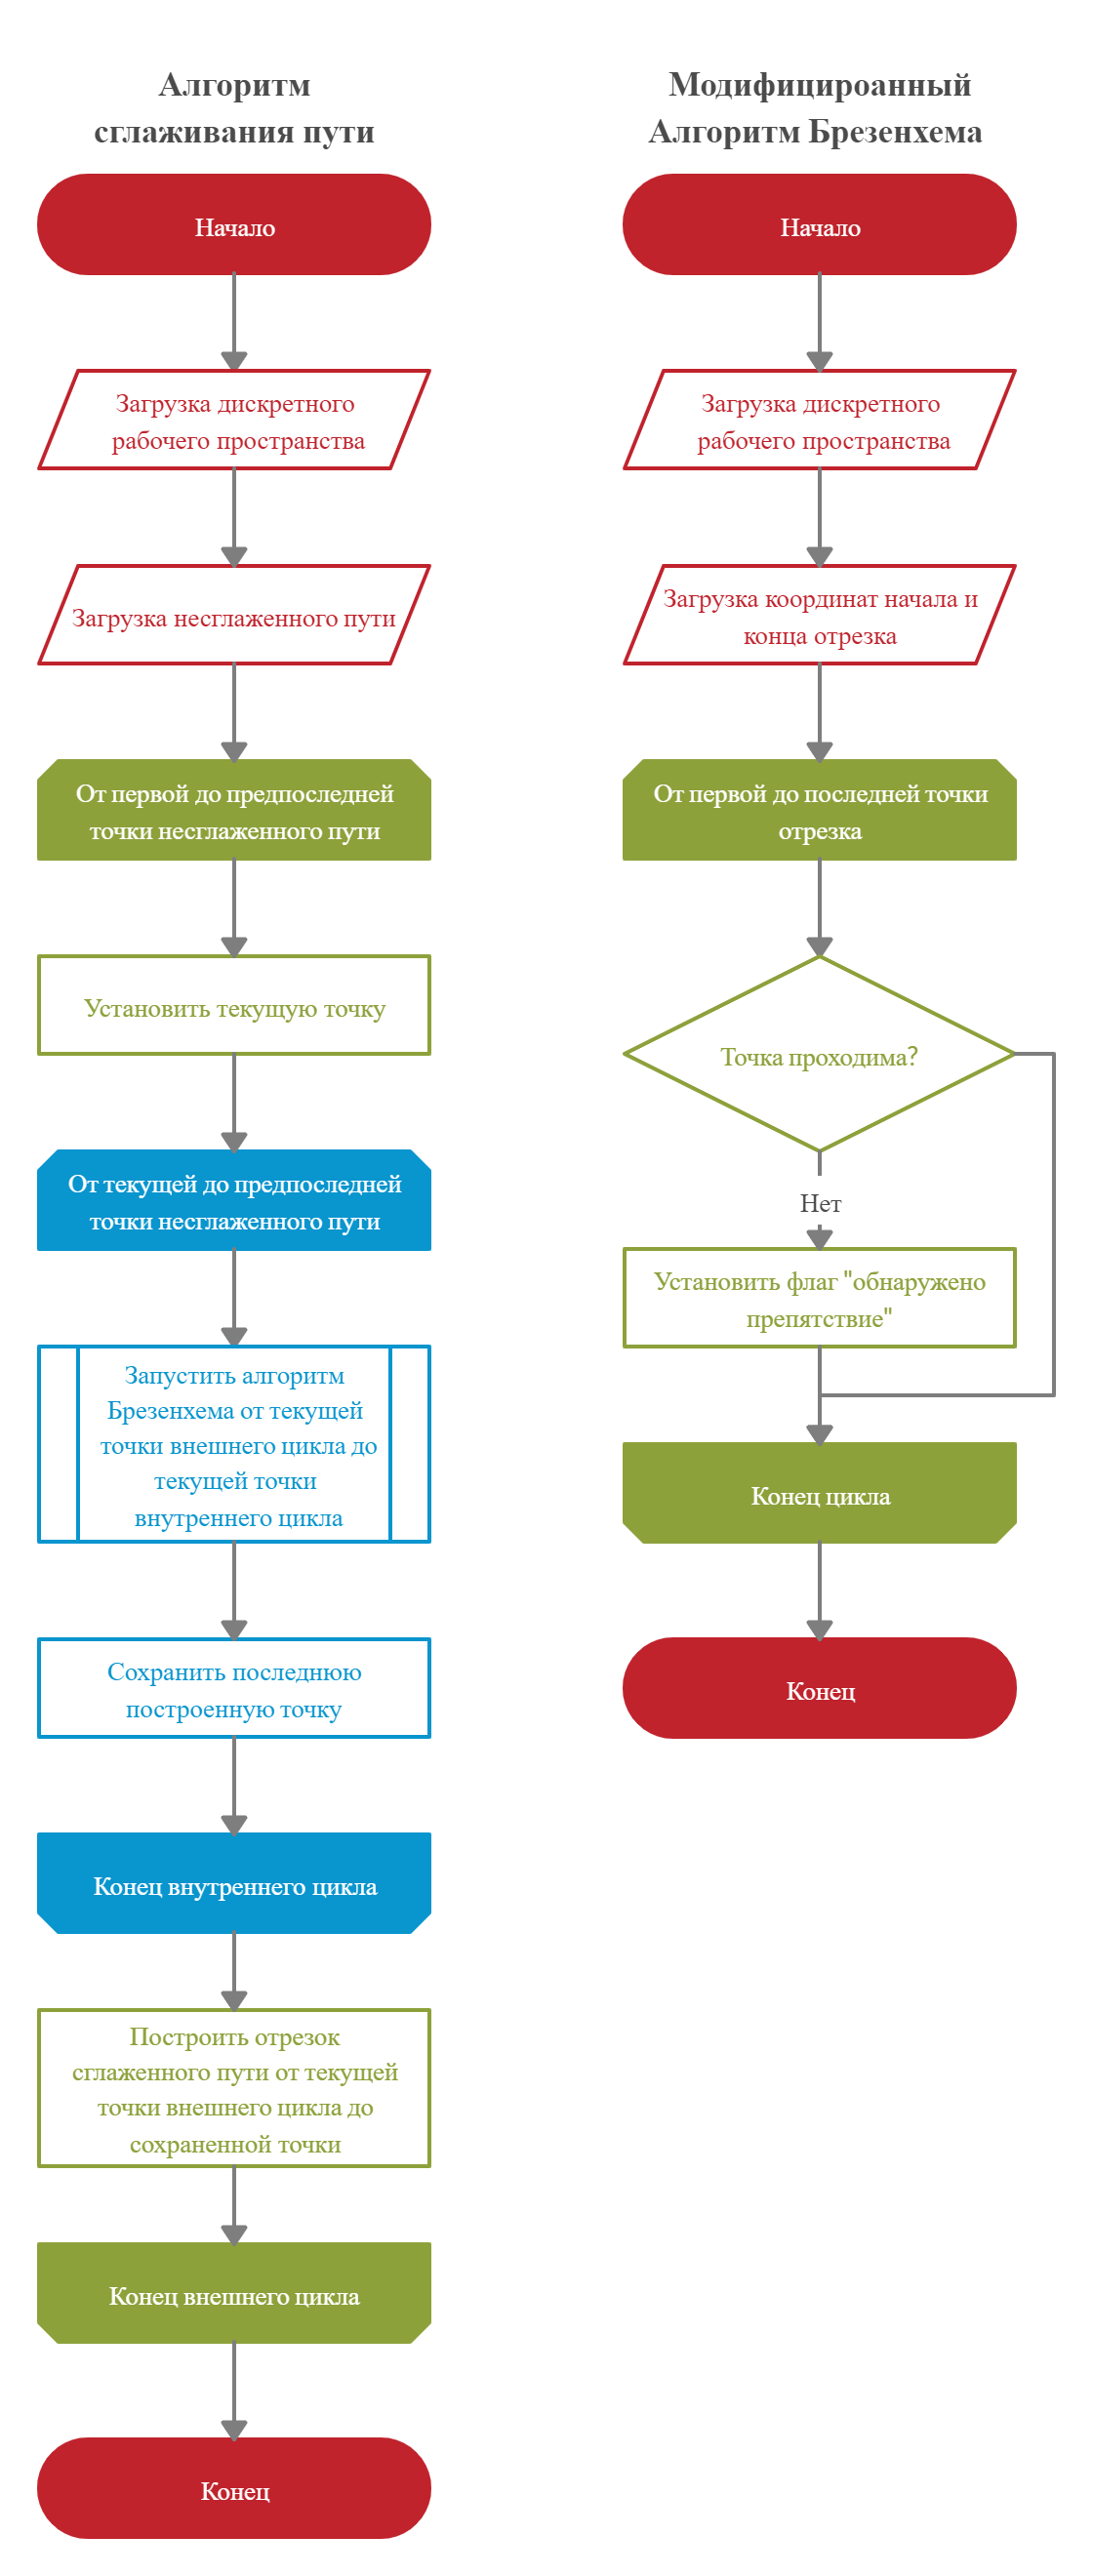 Алгоритм
сглаживания пути
Начало
Загрузка дискретного
рабочего пространства
Загрузка несглаженного пути
От первой до предпоследней
точки несглаженного пути
Установить текущую точку
От текущей до предпоследней
точки несглаженного пути
Запустить алгоритм
Брезенхема от текущей
точки внешнего цикла до
текущей точки
внутреннего цикла
Сохранить последнюю
построенную точку
Конец внутреннего цикла
Построить отрезок
сглаженного пути от текущей
точки внешнего цикла до
сохраненной точки
Конец внешнего цикла
Конец
Модифицироанный
Алгоритм Брезенхема
Начало
Загрузка дискретного
рабочего пространства
Загрузка координат начала и
конца отрезка
От первой до последней точки
отрезка
Точка проходима?
Нет
Установить флаг "обнаружено
препятствие"
Конец цикла
Конец